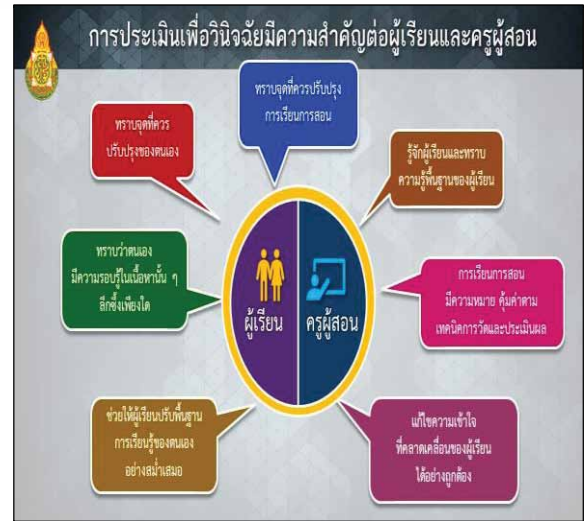 การประเมินเพื่อวินิจฉัยมีความสำคัญต่อผู้เรียนและครูผู้สอน
ทราบจุดที่ควรปรับปรุง
การเรียนการสอน
ทราบจุดที่ควร
ปรับปรุงของตนเอง
รู้จักผู้เรียนและทราบ
ความรู้พื้นฐานของผู้เรียน
ทราบว่าตนเอง
มีความรอบรู้ในเนื้อหานั้น ๆ
ลึกซึ้งเพียงใด
การเรียนการสอน
มีความหมาย คุ้มค่าตาม
เทคนิคการวัดและประเมินผล
ผู้เรียน
ครูผู้สอน
ช่วยให้ผู้เรียนปรับพื้นฐาน
การเรียนรู้ของตนเอง
อย่างสม่ำเสมอ
แก้ไขความเข้าใจ
ที่คลาดเคลื่อนของผู้เรียน
ได้อย่างถูกต้อง